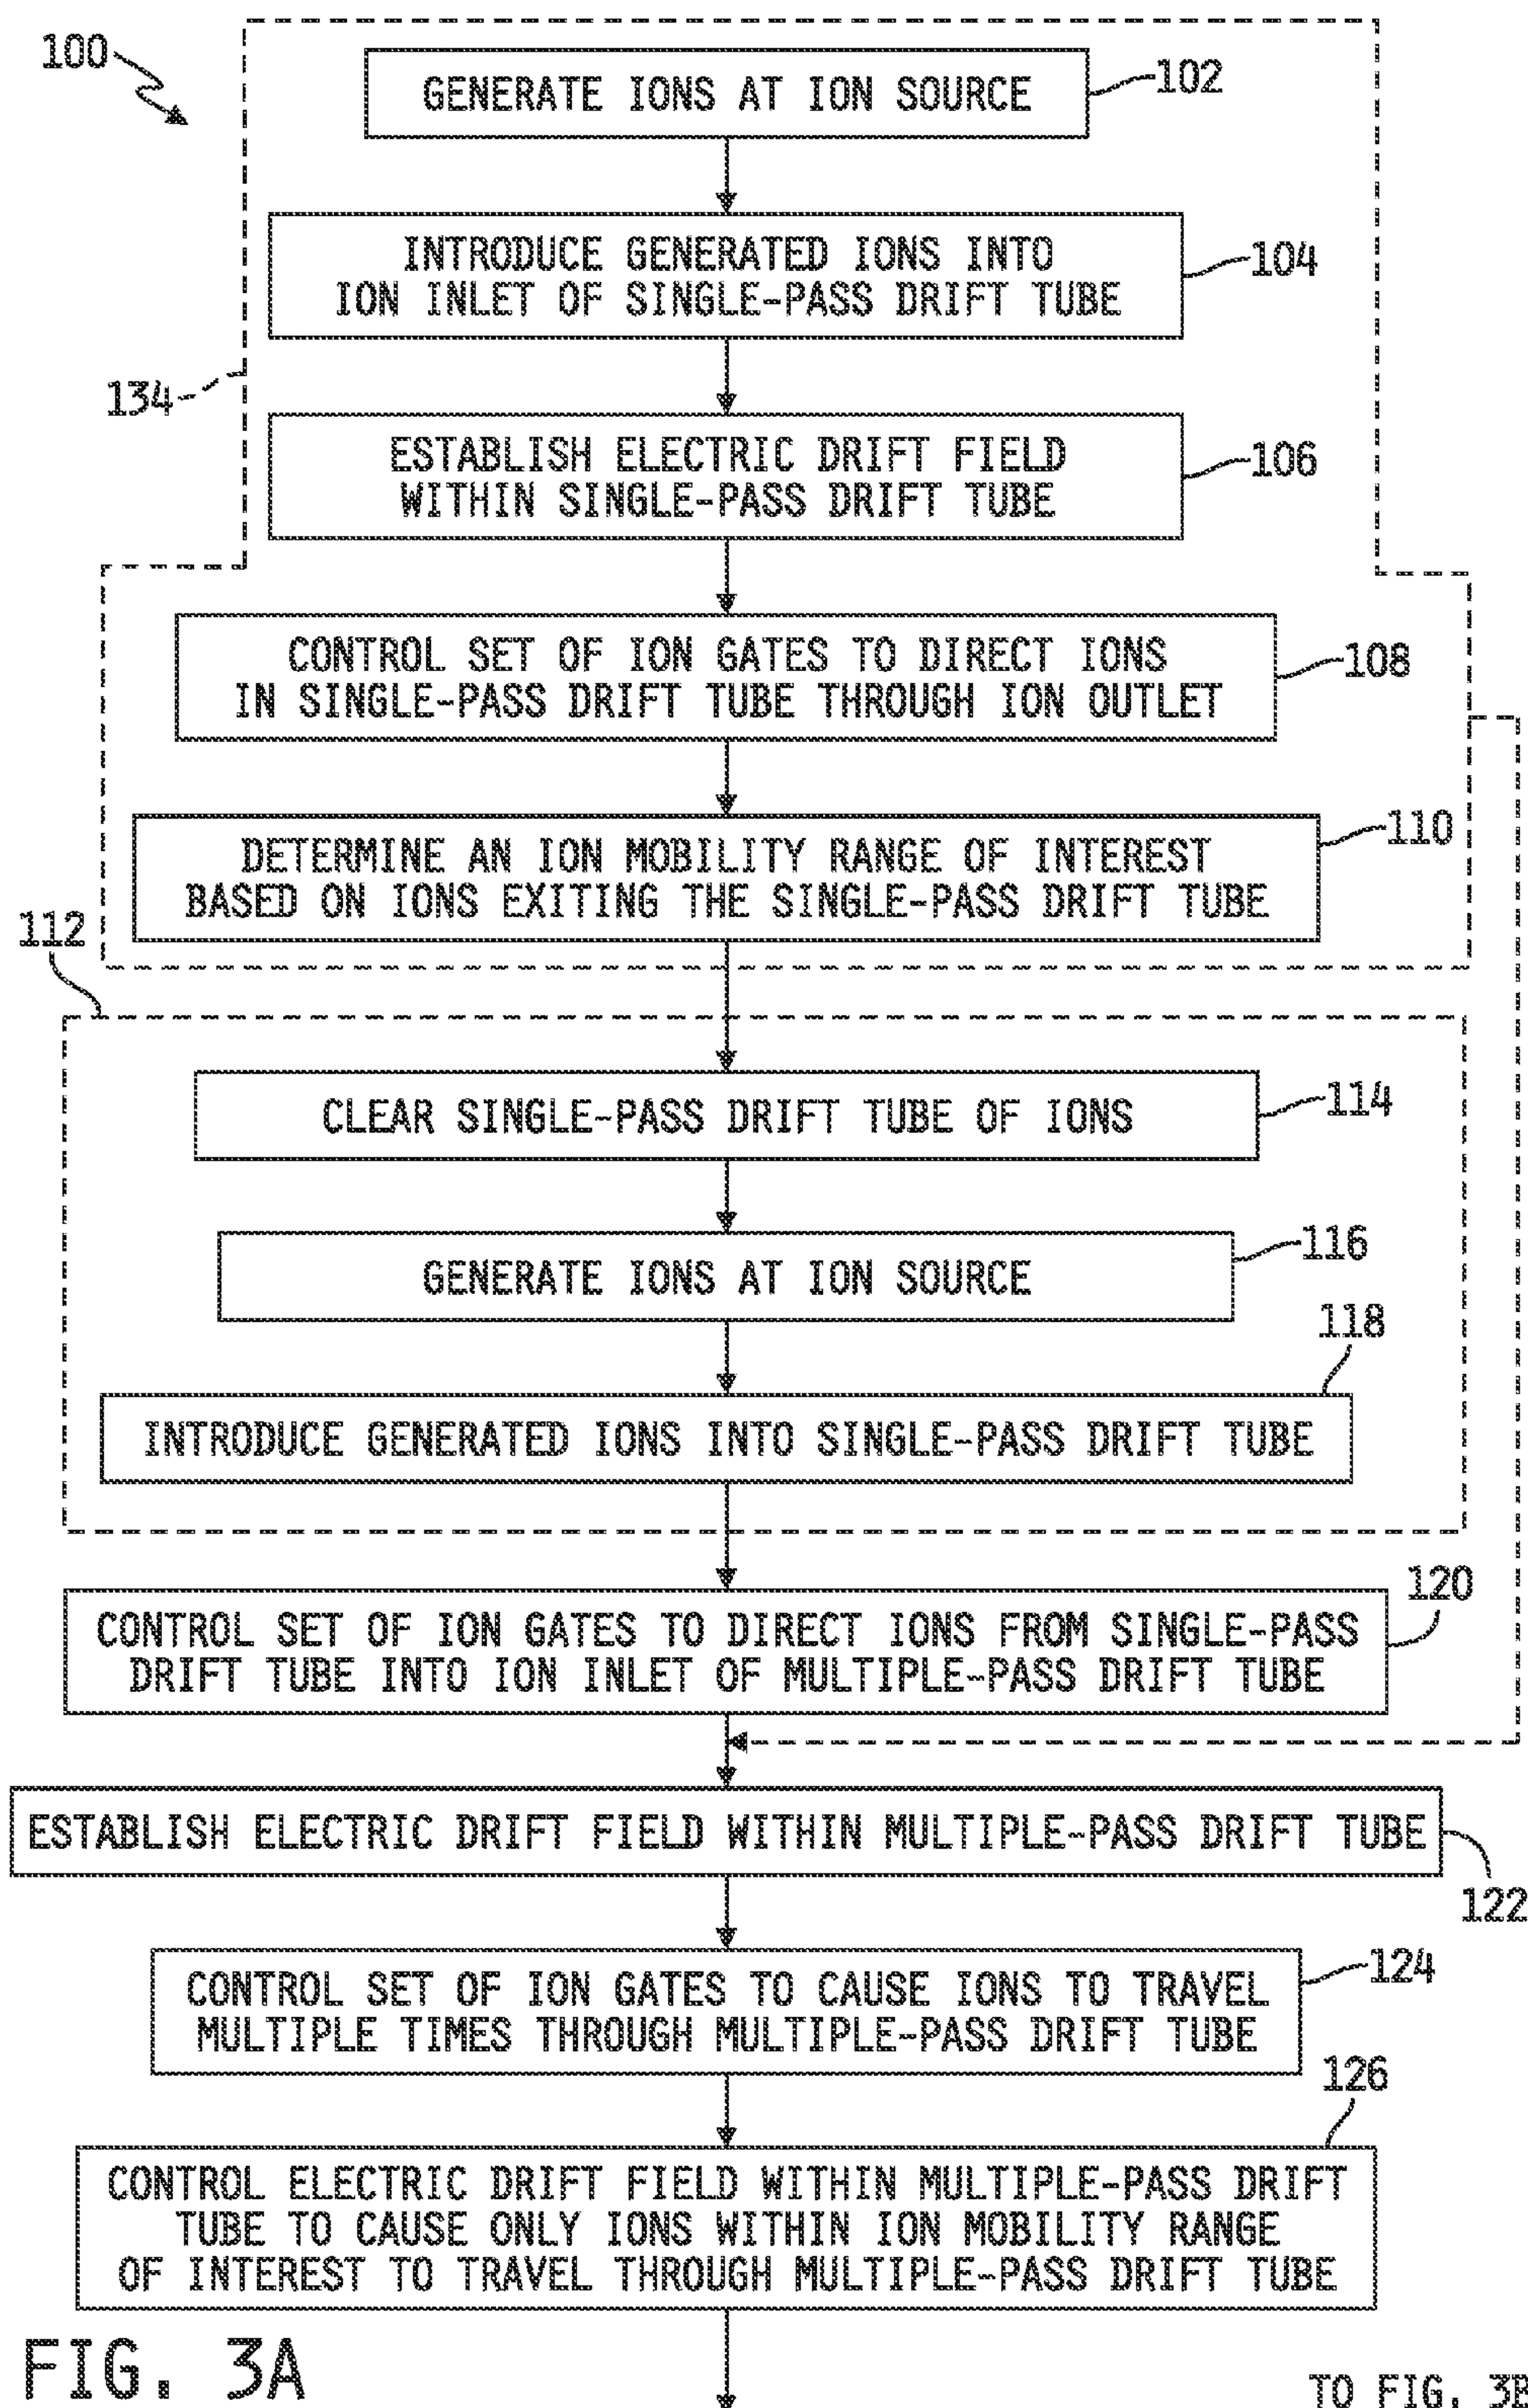 100
GENERATE IONS AT ION SOURCE
102
INTRODUCE GENERATED IONS INTO
ION INLET OF SINGLE-PASS DRIFT TUBE
104
134
ESTABLISH ELECTRIC DRIFT FIELD
WITHIN SINGLE-PASS DRIFT TUBE
106
CONTROL SET OF ION GATES TO DIRECT IONS
IN SINGLE-PASS DRIFT TUBE THROUGH ION OUTLET
108
DETERMINE AN ION MOBILITY RANGE OF INTEREST
BASED ON IONS EXITING THE SINGLE-PASS DRIFT TUBE
110
112
CLEAR SINGLE-PASS DRIFT TUBE OF IONS
114
GENERATE IONS AT ION SOURCE
116
118
INTRODUCE GENERATED IONS INTO SINGLE-PASS DRIFT TUBE
120
CONTROL SET OF ION GATES TO DIRECT IONS FROM SINGLE-PASS
DRIFT TUBE INTO ION INLET OF MULTIPLE-PASS DRIFT TUBE
ESTABLISH ELECTRIC DRIFT FIELD WITHIN MULTIPLE-PASS DRIFT TUBE
122
CONTROL SET OF ION GATES TO CAUSE IONS TO TRAVEL
MULTIPLE TIMES THROUGH MULTIPLE-PASS DRIFT TUBE
124
126
CONTROL ELECTRIC DRIFT FIELD WITHIN MULTIPLE-PASS DRIFT
TUBE TO CAUSE ONLY IONS WITHIN ION MOBILITY RANGE
OF INTEREST TO TRAVEL THROUGH MULTIPLE-PASS DRIFT TUBE
FIG. 3A
TO FIG. 3B